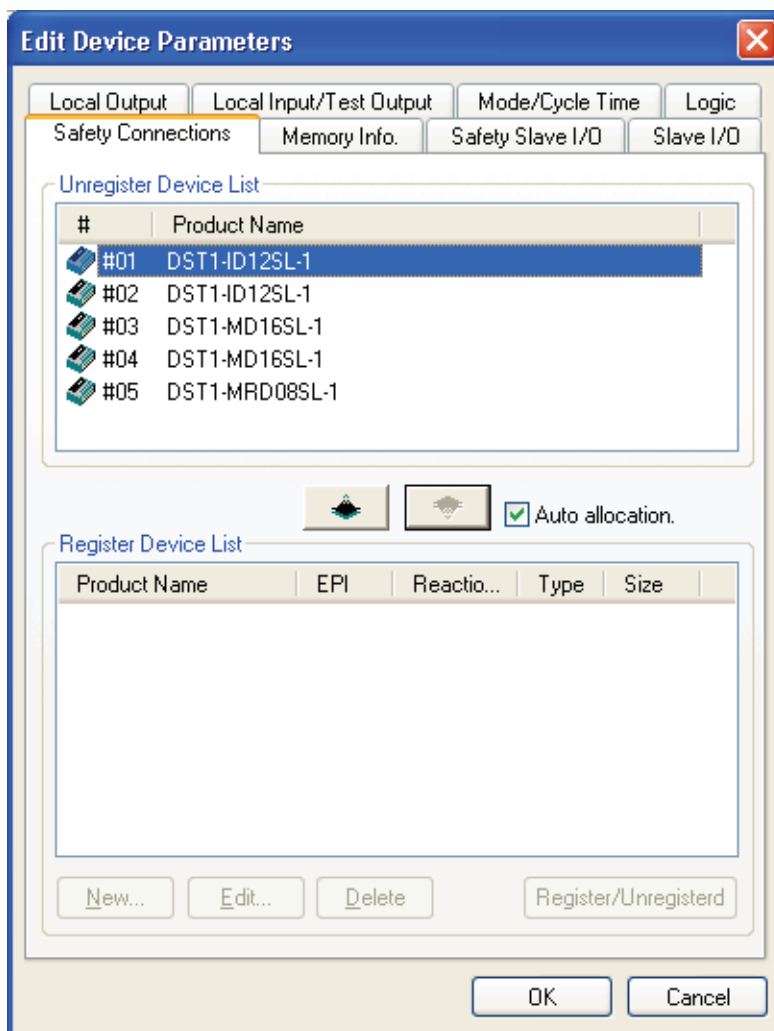 Edit Device Parameters
Local Output Local Input/Test Output Mode/Cycle Time Logic
Safety Connections Memory Info. Safety Slave I/O Slave I/O
Unregister Device List
# Product Name
#01 DST1-ID12SL-1
#02 DST1-ID12SL-1
#03 DST1-MD16SL-1
#04 DST1-MD16SL-1
#05 DST1-MRD08SL-1
Auto allocation.
Register Device List
Product Name EPI Reactio... Type Size
New... Edit... Delete Register/Unregisterd
OK Cancel